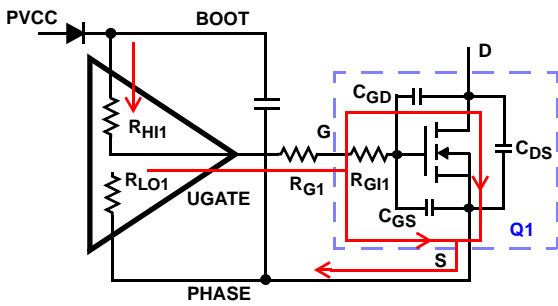 PVCC
BOOT
D
CGD
G
RHI1
CDS
RLO1
RG1
RGI1
UGATE
CGS
Q1
S
PHASE